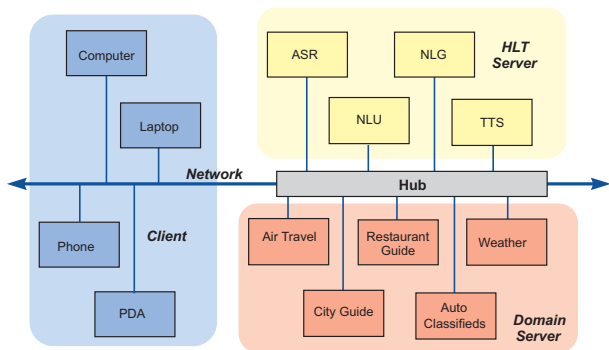 Computer
Laptop
Network
Phone
Client
PDA
ASR
NLG
HLT
Server
NLU
TTS
Hub
Air Travel
Restaurant
Guide
Weather
City Guide
Auto
Classifieds
Domain
Server